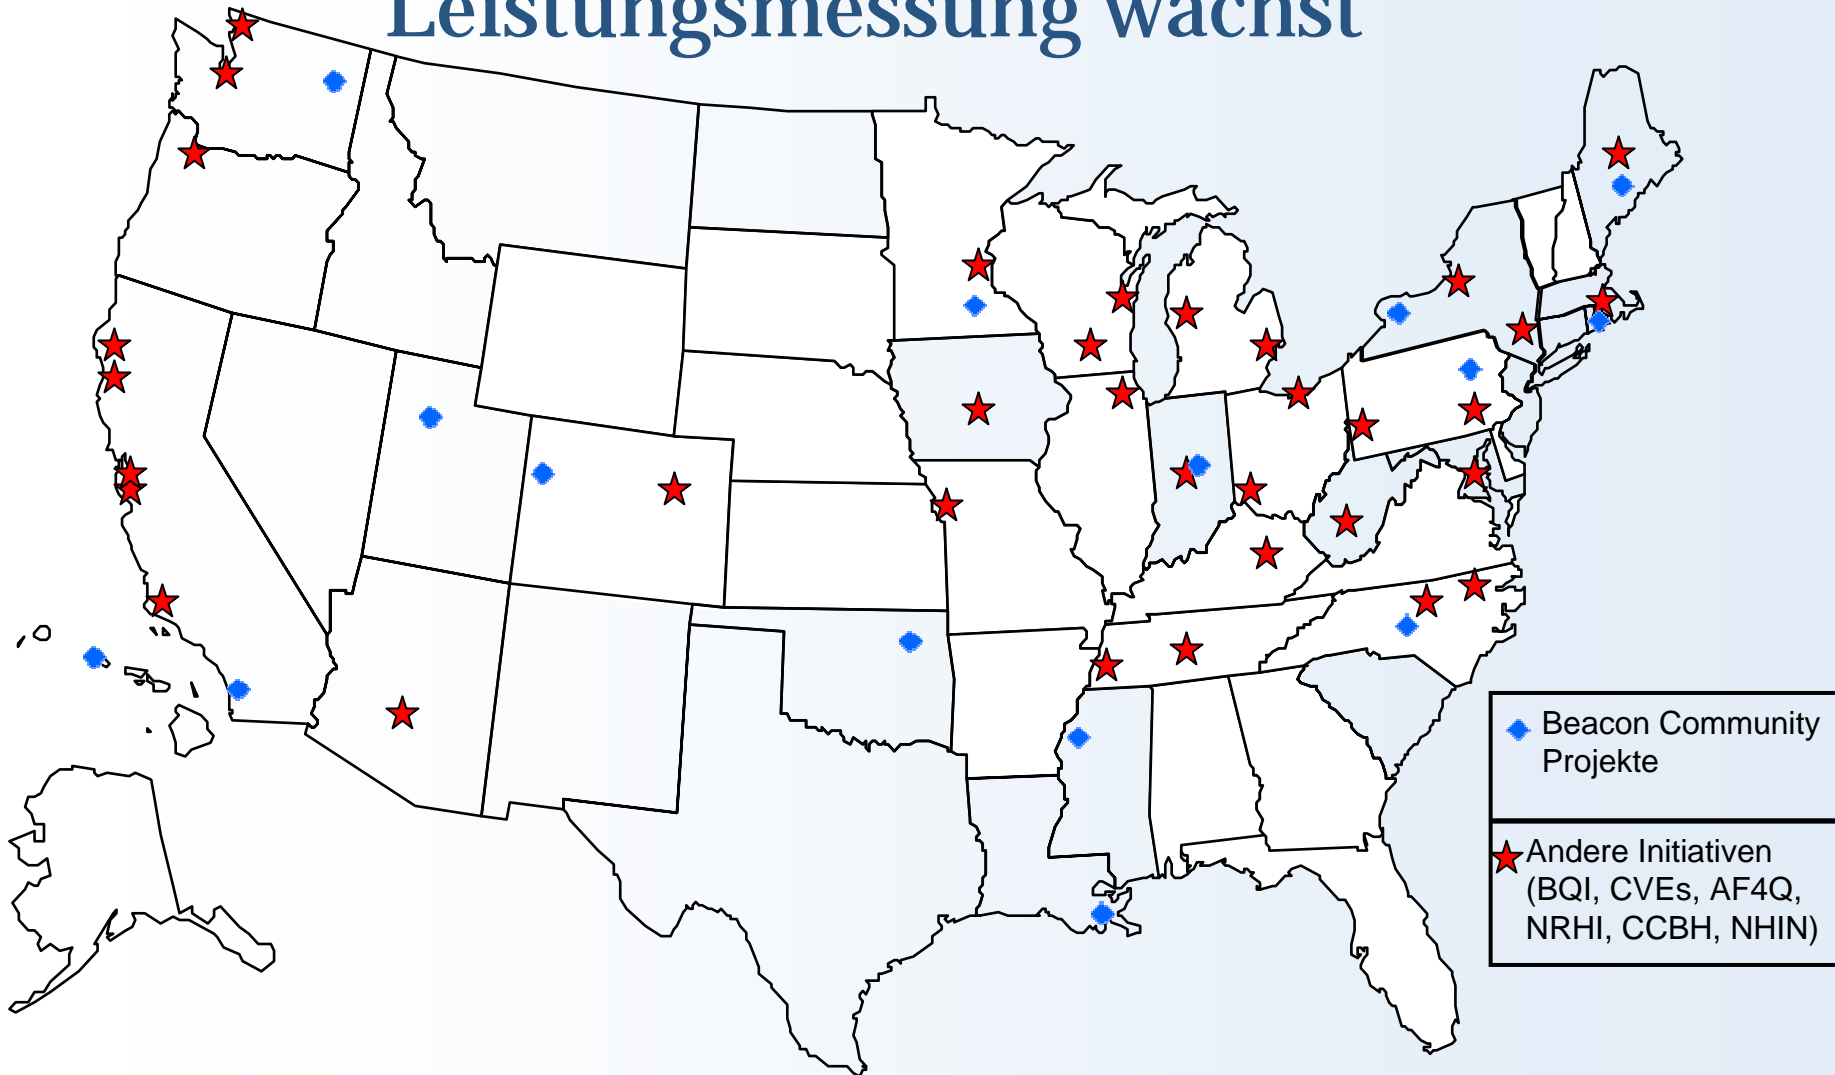 Leistungsmessung wächst
Beacon Community
Projekte
Andere Initiativen
(BQI, CVEs, AF4Q,
NRHI, CCBH, NHIN)